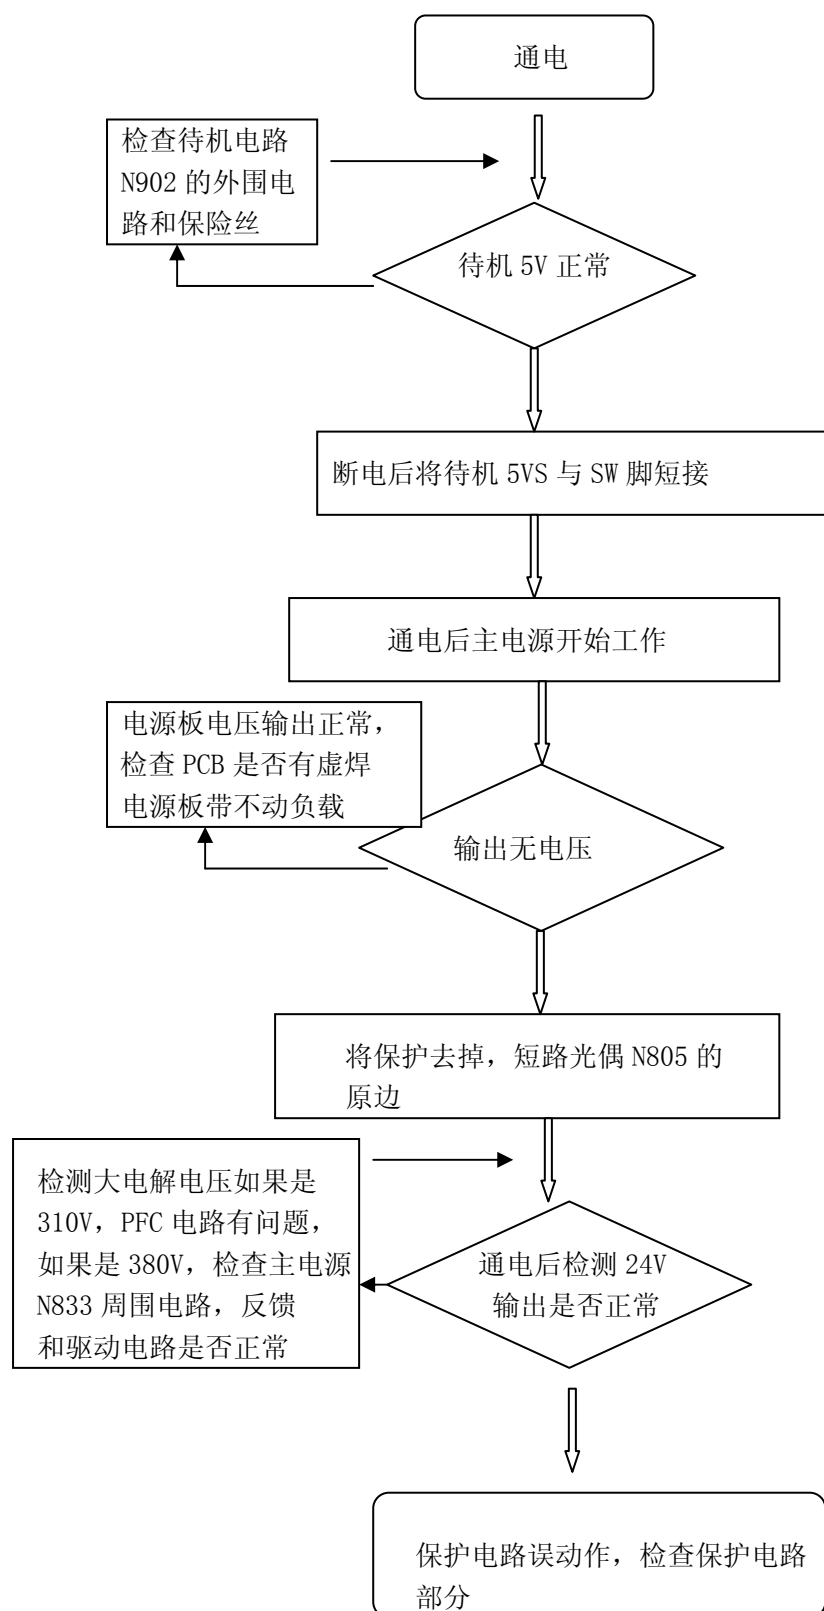 通电
检查待机电路
N902 的外围电
路和保险丝
待机 5V 正常
断电后将待机 5VS 与 SW 脚短接
通电后主电源开始工作
电源板电压输出正常，
检查 PCB 是否有虚焊
电源板带不动负载
输出无电压
将保护去掉，短路光偶 N805 的
原边
检测大电解电压如果是
310V，PFC 电路有问题，
如果是 380V，检查主电源
N833 周围电路，反馈
和驱动电路是否正常
通电后检测 24V
输出是否正常
保护电路误动作，检查保护电路
部分